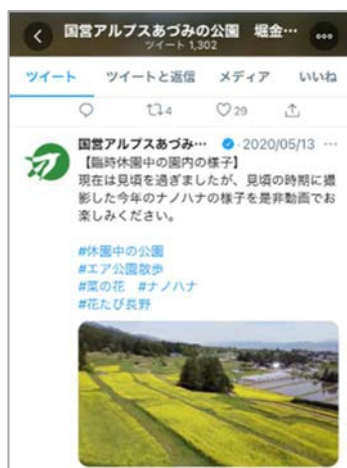 国営アルプスあづみの公園 堀金…
ツイート 1,302
ツイート ツイートと返信 メディア いいね
4 29
国営アルプスあづみ… · 2020/05/13 …
【臨時休園中の園内の様子】
現在は見頃を過ぎましたが、見頃の時期に撮
影した今年のナノハナの様子を是非動画でお
楽しみください。
#休園中の公園
#エア公園散歩
#菜の花 #ナノハナ
#花たび長野